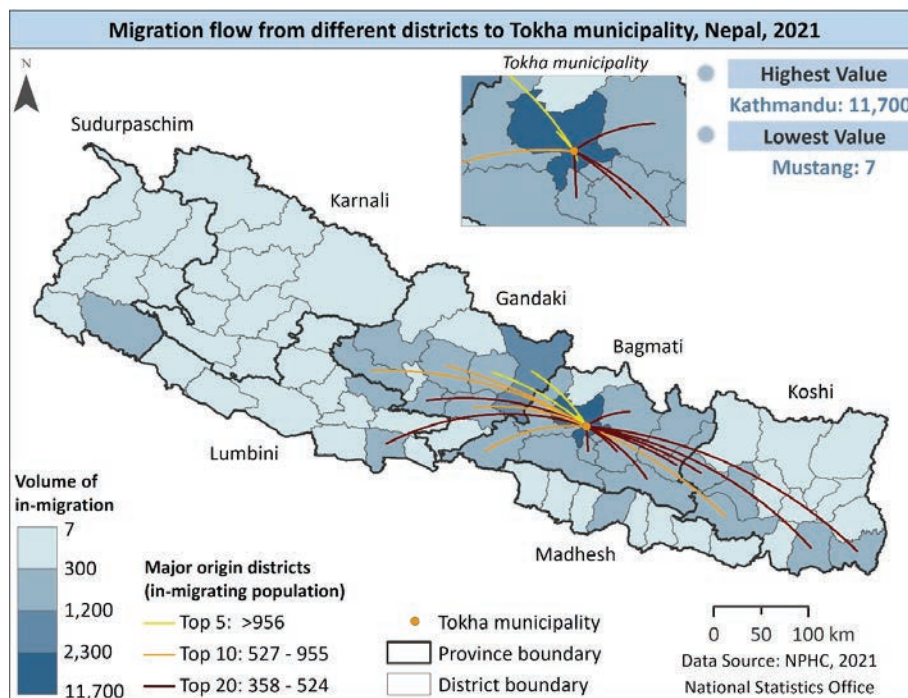 Migration flow from different districts to Tokha municipality, Nepal, 2021
N
Tokha municipality
Highest Value
Kathmandu: 11,700
Lowest Value
Mustang: 7
Sudurpaschim
Karnali
Gandaki
Bagmati
Koshi
Lumbini
Madhesh
Volume of
in-migration
7
300
1,200
2,300
11,700
Major origin districts
(in-migrating population)
Top 5: >956
Top 10: 527 - 955
Top 20: 358 - 524
Tokha municipality
Province boundary
District boundary
0 50 100 km
Data Source: NPHC, 2021
National Statistics Office